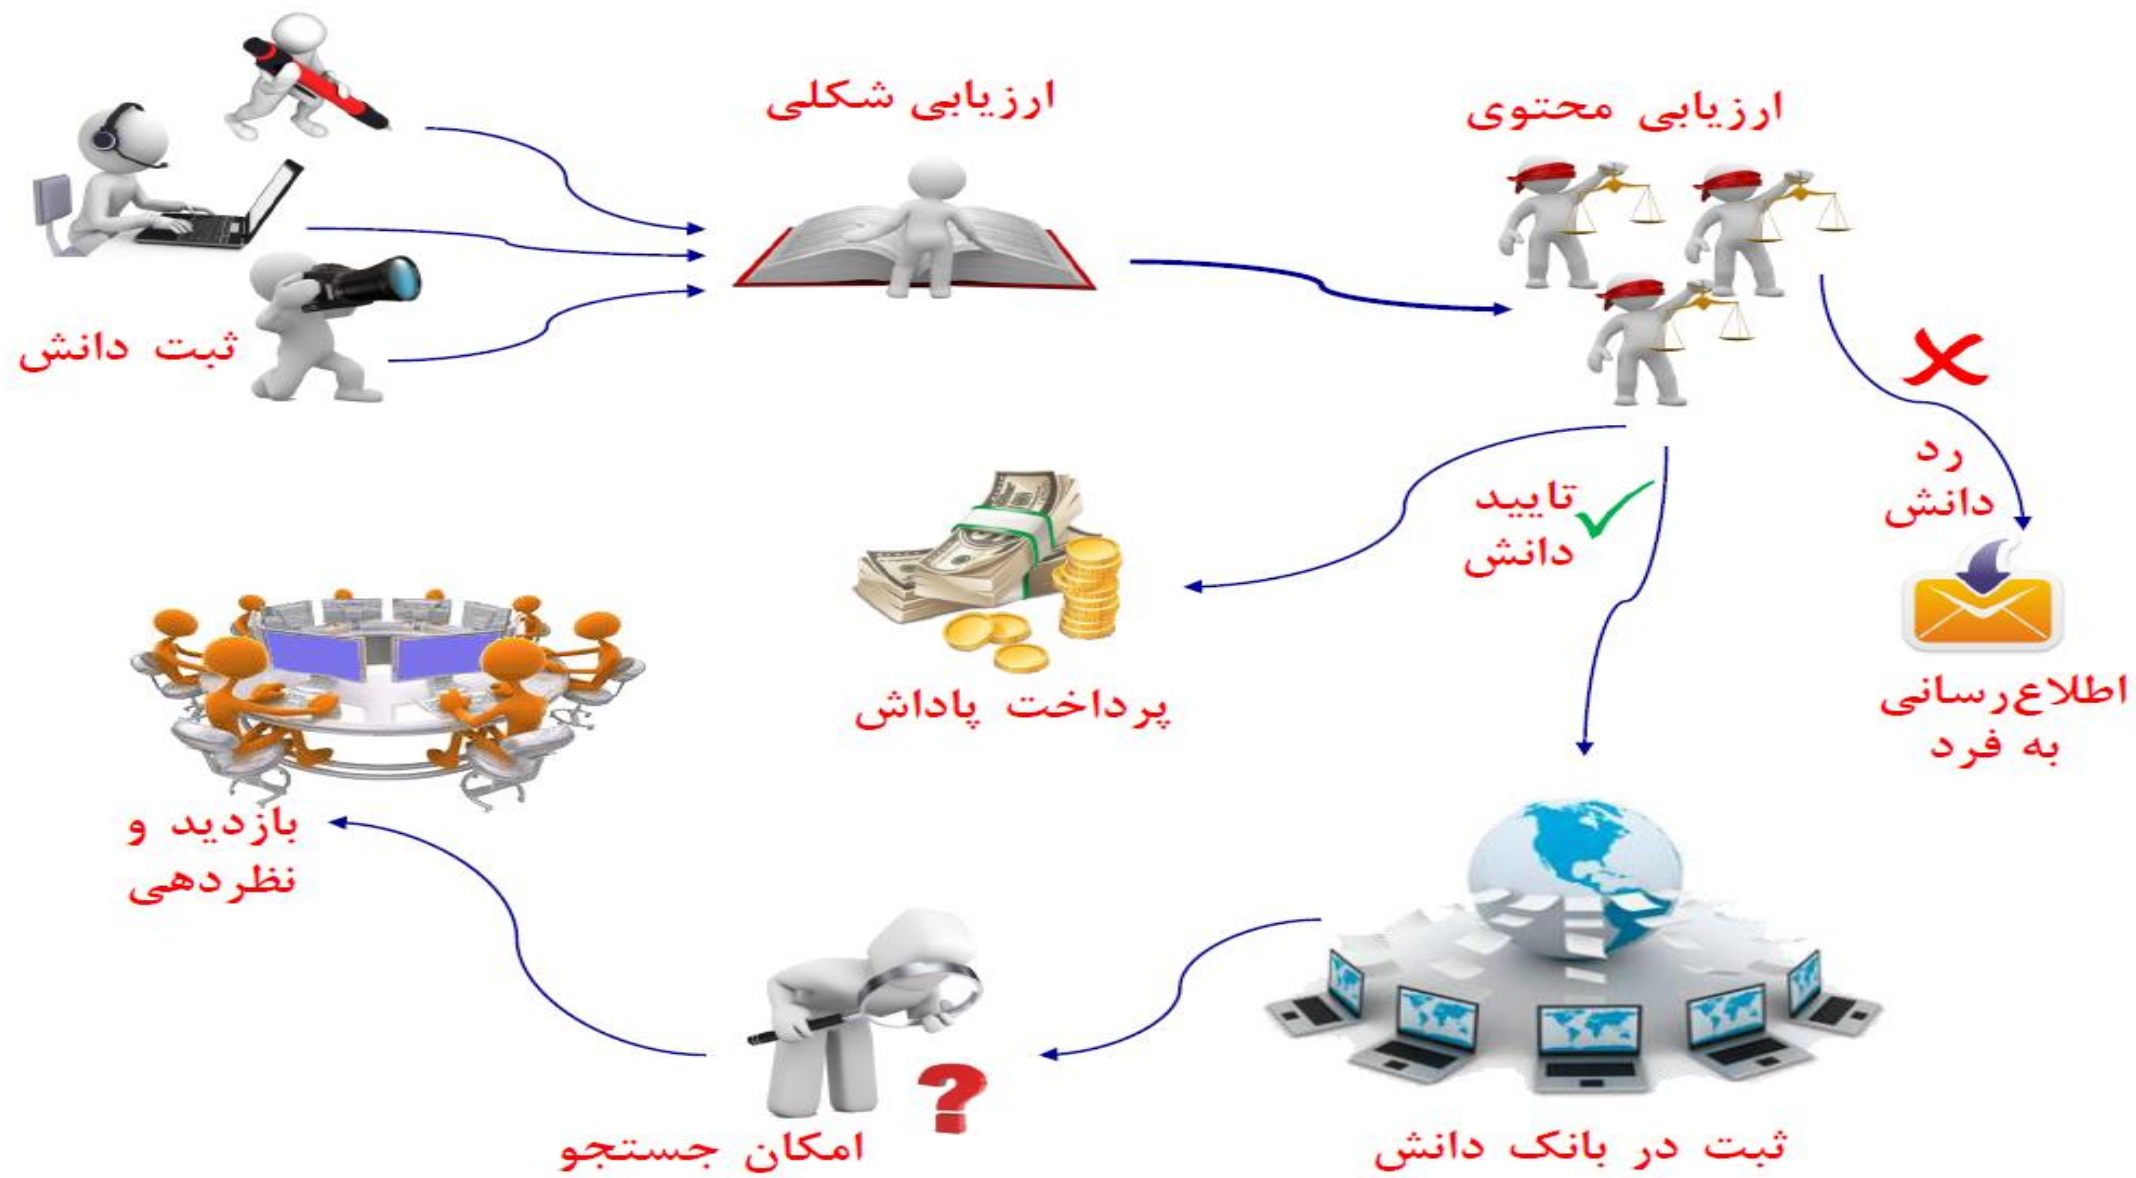 ارزیابی شکلی
ارزیابی محتوی
ثبت دانش
رد
دانش
تایید
دانش
اطلاع‌رسانی
به فرد
پرداخت پاداش
بازدید و
نظردهی
امکان جستجو
ثبت در بانک دانش